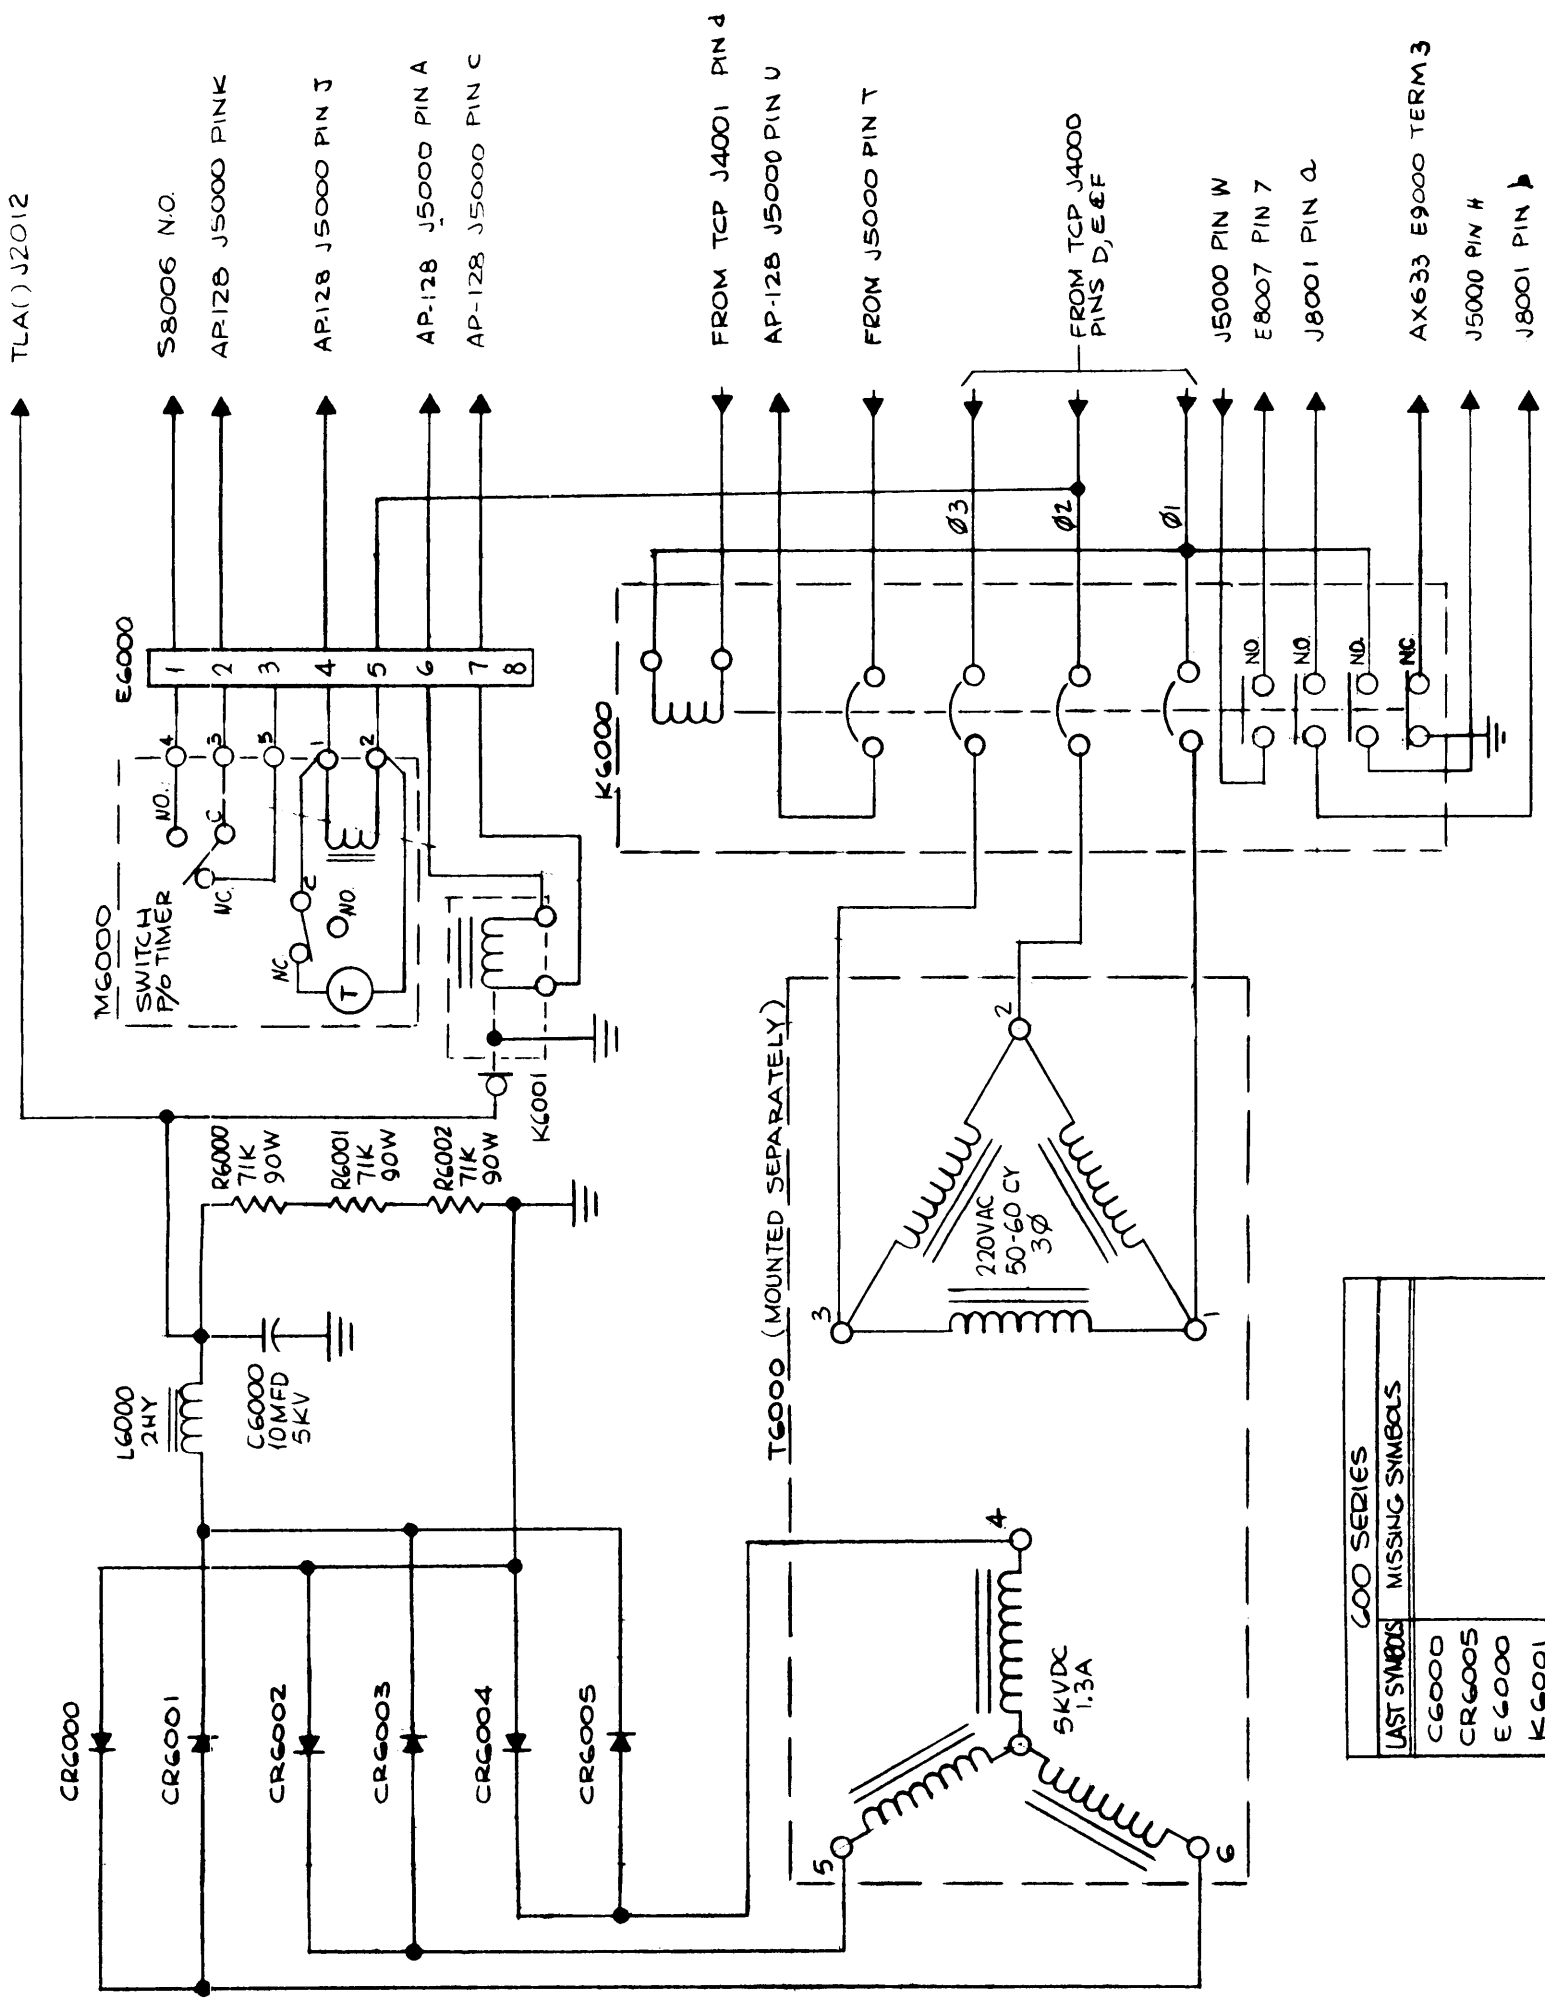 TLA( ) J2012
S8006 N.O.
AP-128 J5000 PIN K
AP-128 J5000 PIN J
AP-128 J5000 PIN A
AP-128 J5000 PIN C
FROM TCP J4001 PIN d
AP-128 J5000 PIN U
FROM J5000 PIN T
FROM TCP J4000
PINS D, E & F
J5000 PIN W
E8007 PIN 7
J8001 PIN a
AX633 E9000 TERM 3
J5000 PIN H
J8001 PIN b
E6000
1
2
3
4
5
6
7
8
M6000
SWITCH
P/O TIMER
4
3
5
1
2
NO.
C
NC.
C
NO.
NC.
T
K6001
K6000
Ø3
Ø2
Ø1
NO.
N.O.
NO.
NC.
R6000
71K
90W
R6001
71K
90W
R6002
71K
90W
L6000
2HY
C6000
10MFD
5KV
CR6000
CR6001
CR6002
CR6003
CR6004
CR6005
T6000 (MOUNTED SEPARATELY)
3
2
1
220VAC
50-60 CY
3Ø
4
5
6
5KVDC
1.3A
600 SERIES
LAST SYMBOLS
MISSING SYMBOLS
C6000
CR6005
E6000
K6001